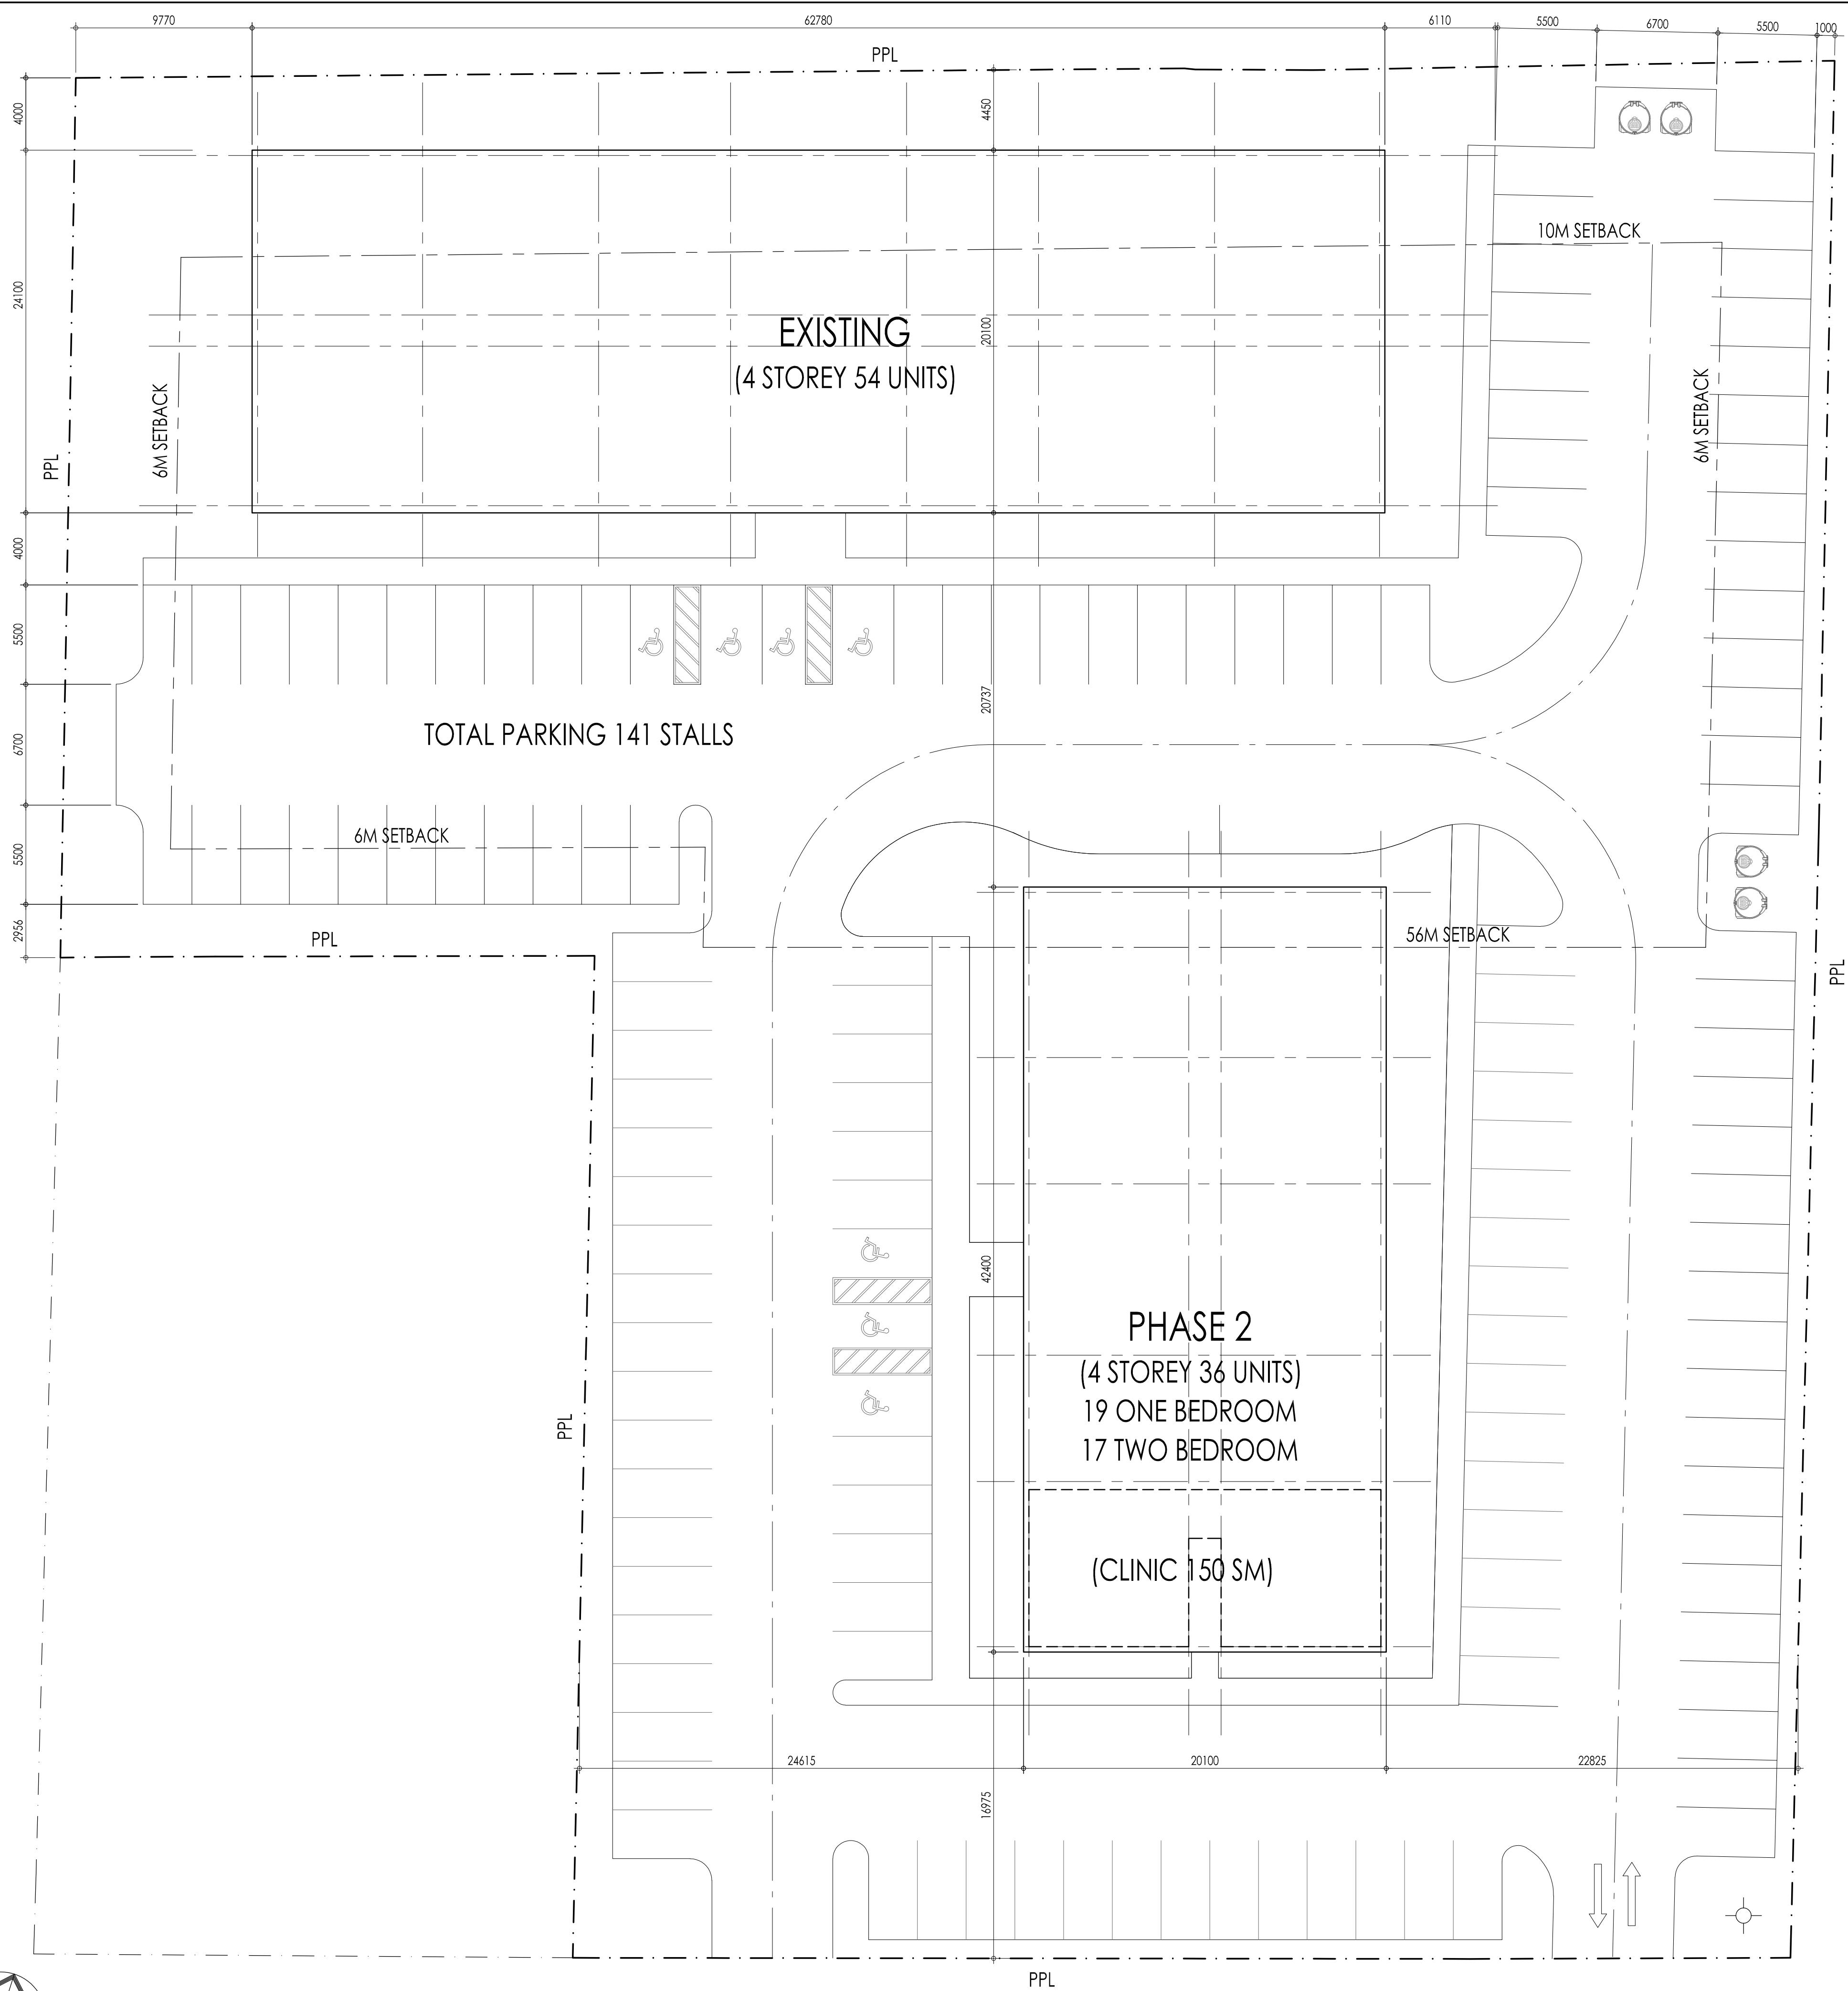 9770
62780
6110
5500
6700
5500
1000
PPL
4000
4450
10M SETBACK
24100
EXISTING
(4 STOREY 54 UNITS)
20100
6M SETBACK
6M SETBACK
PPL
4000
5500
20737
TOTAL PARKING 141 STALLS
6700
6M SETBACK
5500
2956
PPL
56M SETBACK
PPL
42400
PHASE 2
(4 STOREY 36 UNITS)
19 ONE BEDROOM
17 TWO BEDROOM
PPL
(CLINIC 150 SM)
24615
20100
22825
16975
PPL